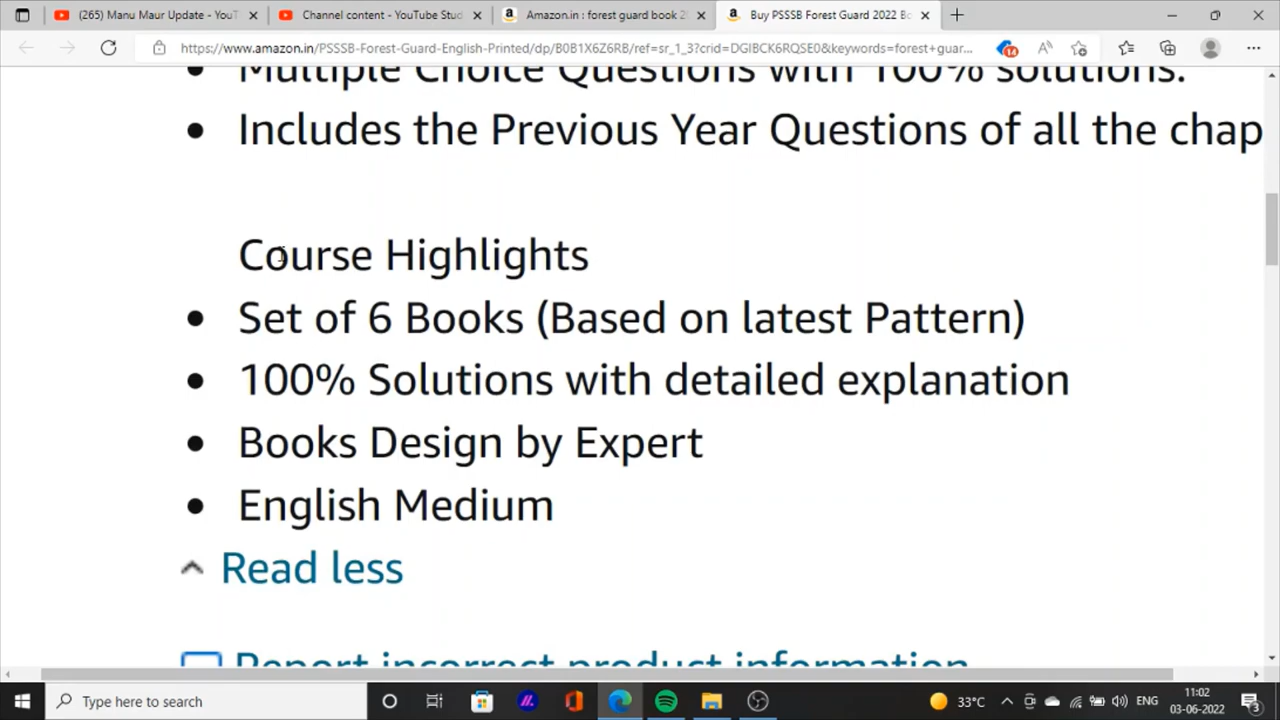 (265) Manu Maur Update - YouT
Channel content - YouTube Stud
Amazon.in : forest guard book 2
Buy PSSSB Forest Guard 2022 Bo
https://www.amazon.in/PSSSB-Forest-Guard-English-Printed/dp/B0B1X6Z6RB/ref=sr_1_3?crid=DGIBCK6RQSE0&keywords=forest+guar...
14
• Multiple Choice Questions with 100% solutions.
• Includes the Previous Year Questions of all the chap
Course Highlights
• Set of 6 Books (Based on latest Pattern)
• 100% Solutions with detailed explanation
• Books Design by Expert
• English Medium
Read less
Report incorrect product information
Type here to search
33°C
ENG
11:02
03-06-2022
3